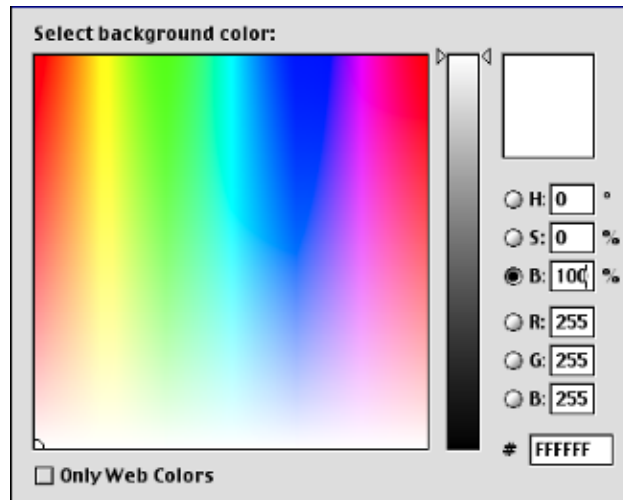 Select background color:
H: 0 °
S: 0 %
B: 100 %
R: 255
G: 255
B: 255
# FFFFFF
Only Web Colors